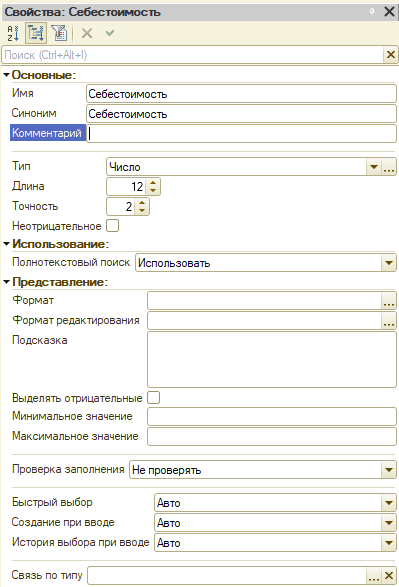 Свойства: Себестоимость
Поиск (Ctrl+Alt+I)
Основные:
Имя Себестоимость
Синоним Себестоимость
Комментарий
Тип Число
Длина 12
Точность 2
Неотрицательное
Использование:
Полнотекстовый поиск Использовать
Представление:
Формат
Формат редактирования
Подсказка
Выделять отрицательные
Минимальное значение
Максимальное значение
Проверка заполнения Не проверять
Быстрый выбор Авто
Создание при вводе Авто
История выбора при вводе Авто
Связь по типу